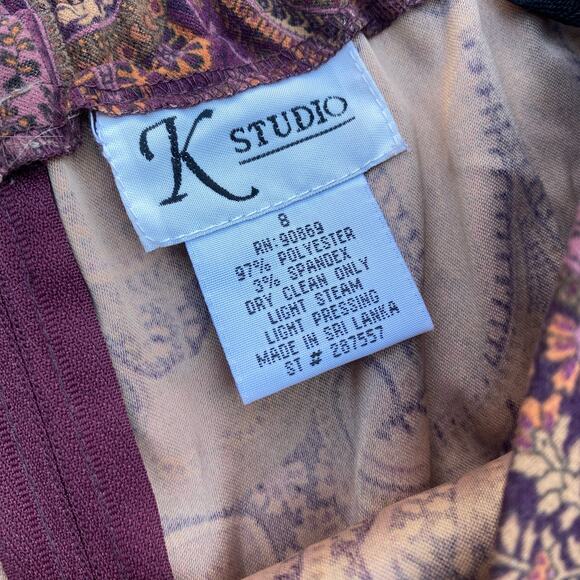 K STUDIO
8
RN: 90869
97% POLYESTER
3% SPANDEX
DRY CLEAN ONLY
LIGHT STEAM
LIGHT PRESSING
MADE IN SRI LANKA
ST # 287557